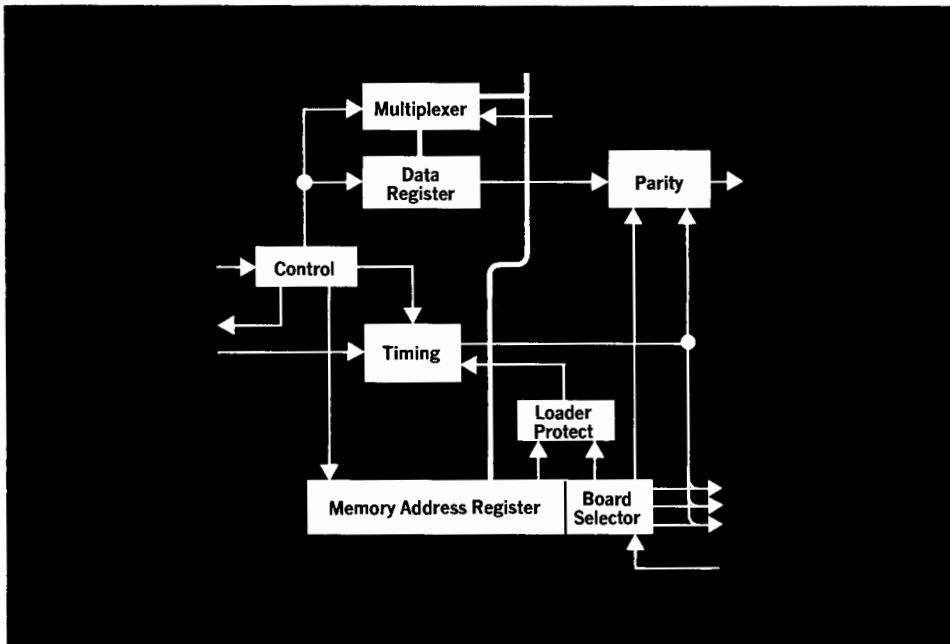 Multiplexer
Data
Register
Parity
Control
Timing
Loader
Protect
Memory Address Register
Board
Selector